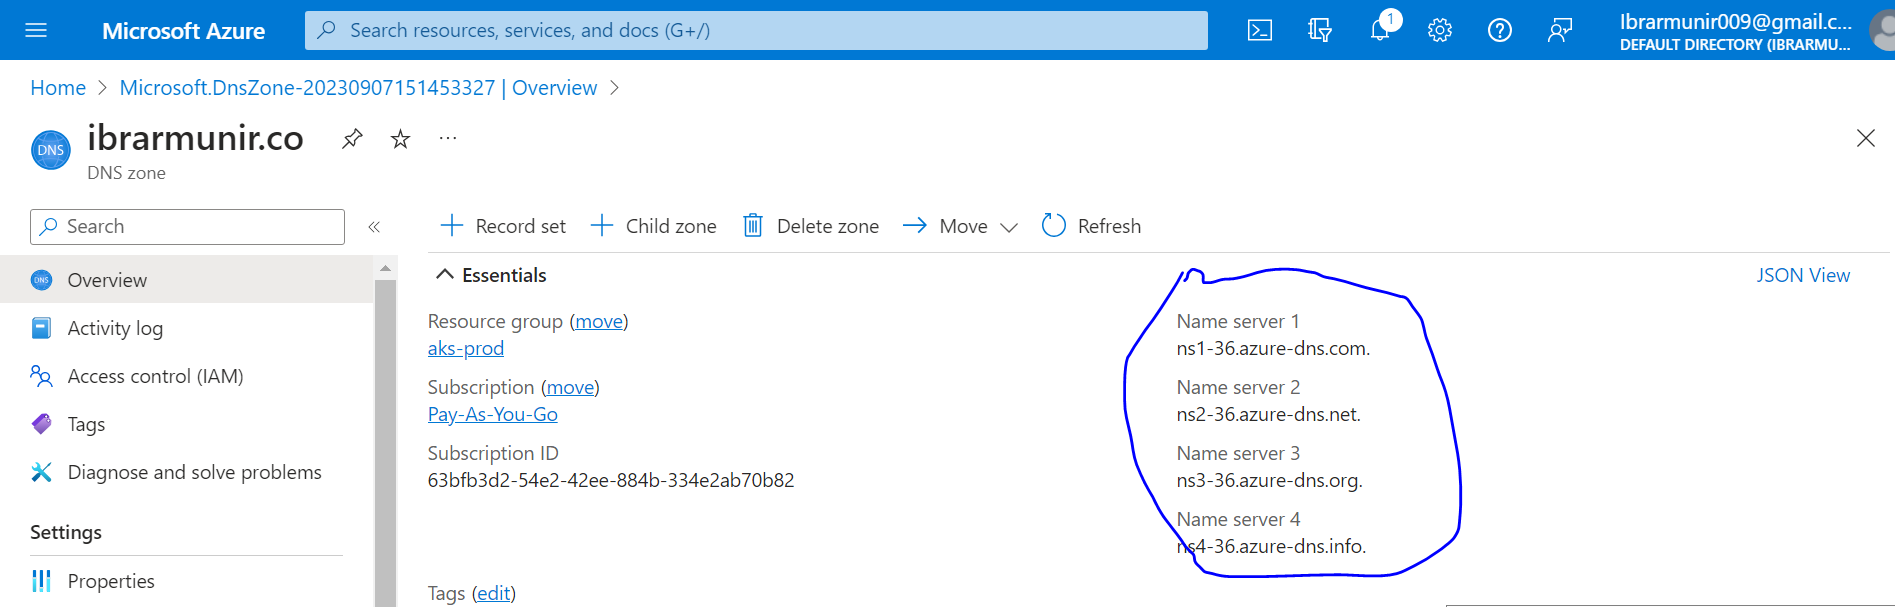 Microsoft Azure
Search resources, services, and docs (G+/)
1
Ibrarmunir009@gmail.c...
DEFAULT DIRECTORY (IBRARMU...
Home > Microsoft.DnsZone-20230907151453327 | Overview >
DNS
ibrarmunir.co
DNS zone
Search
Record set
Child zone
Delete zone
Move
Refresh
DNS
Overview
Activity log
Access control (IAM)
Tags
Diagnose and solve problems
Settings
Properties
Essentials
JSON View
Resource group (move)
aks-prod
Subscription (move)
Pay-As-You-Go
Subscription ID
63bfb3d2-54e2-42ee-884b-334e2ab70b82
Name server 1
ns1-36.azure-dns.com.
Name server 2
ns2-36.azure-dns.net.
Name server 3
ns3-36.azure-dns.org.
Name server 4
ns4-36.azure-dns.info.
Tags (edit)